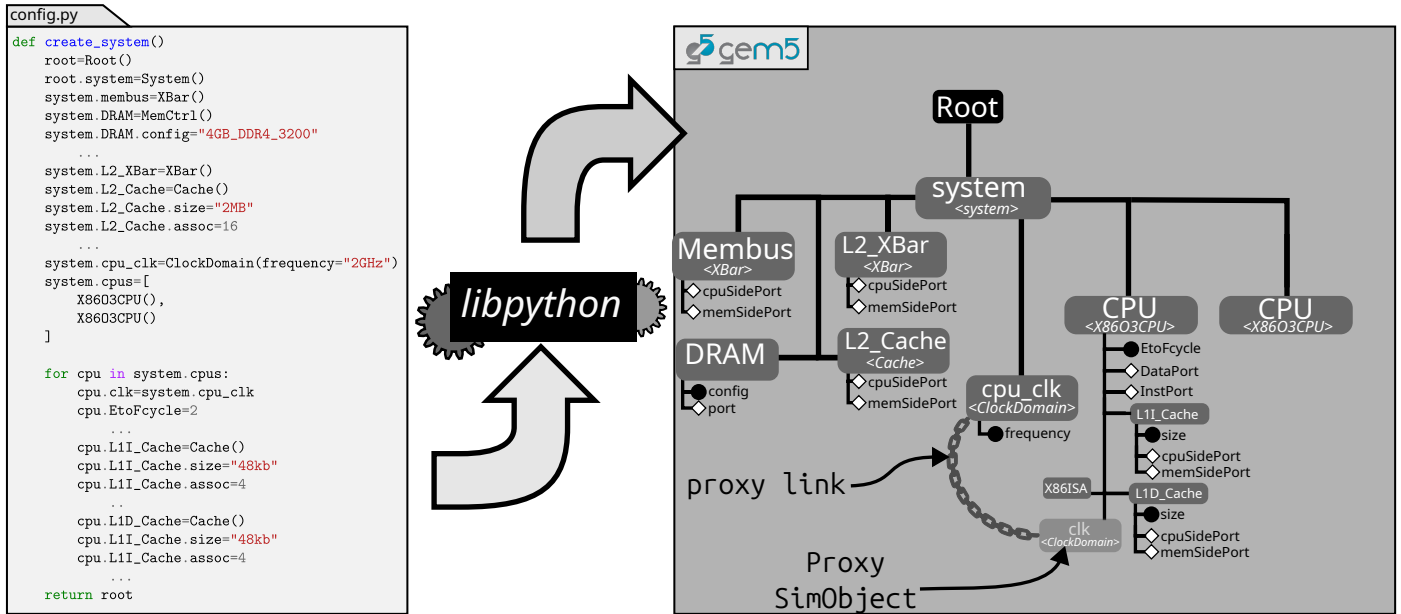 config.py
def create_system()
root=Root()
root.system=System()
system.membus=XBar()
system.DRAM=MemCtrl()
system.DRAM.config="4GB_DDR4_3200"
...
system.L2_XBar=XBar()
system.L2_Cache=Cache()
system.L2_Cache.size="2MB"
system.L2_Cache.assoc=16
...
system.cpu_clk=ClockDomain(frequency="2GHz")
system.cpus=[
X86O3CPU(),
X86O3CPU()
]
for cpu in system.cpus:
cpu.clk=system.cpu_clk
cpu.EtoFcycle=2
...
cpu.L1I_Cache=Cache()
cpu.L1I_Cache.size="48kb"
cpu.L1I_Cache.assoc=4
..
cpu.L1D_Cache=Cache()
cpu.L1I_Cache.size="48kb"
cpu.L1I_Cache.assoc=4
...
return root
libpython
g5 gem5
Root
system
<system>
Membus
<XBar>
cpuSidePort
memSidePort
L2_XBar
<XBar>
cpuSidePort
memSidePort
DRAM
config
port
L2_Cache
<Cache>
cpuSidePort
memSidePort
cpu_clk
<ClockDomain>
frequency
CPU
<X86O3CPU>
EtoFcycle
DataPort
InstPort
L1I_Cache
size
cpuSidePort
memSidePort
X86ISA
L1D_Cache
size
cpuSidePort
memSidePort
clk
<ClockDomain>
CPU
<X86O3CPU>
proxy link
Proxy
SimObject